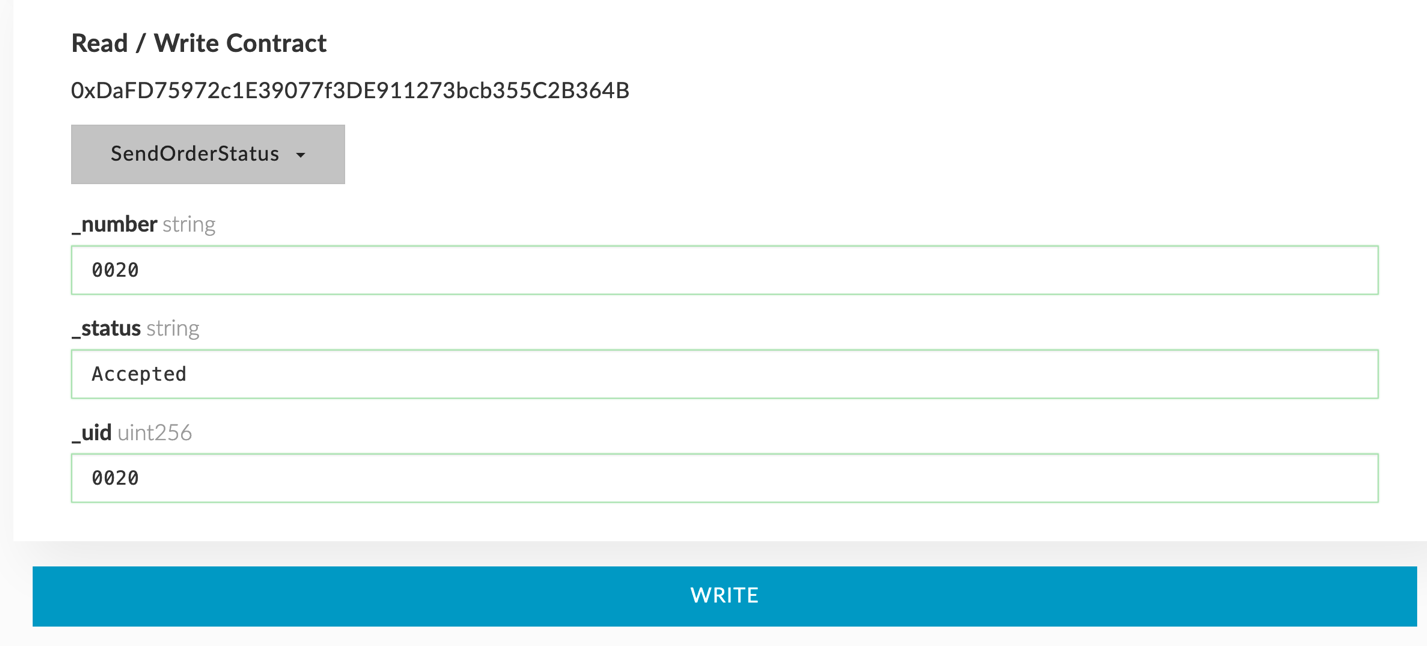 Read / Write Contract
0xDaFD75972c1E39077f3DE911273bcb355C2B364B
SendOrderStatus
_number string
0020
_status string
Accepted
_uid uint256
0020
WRITE